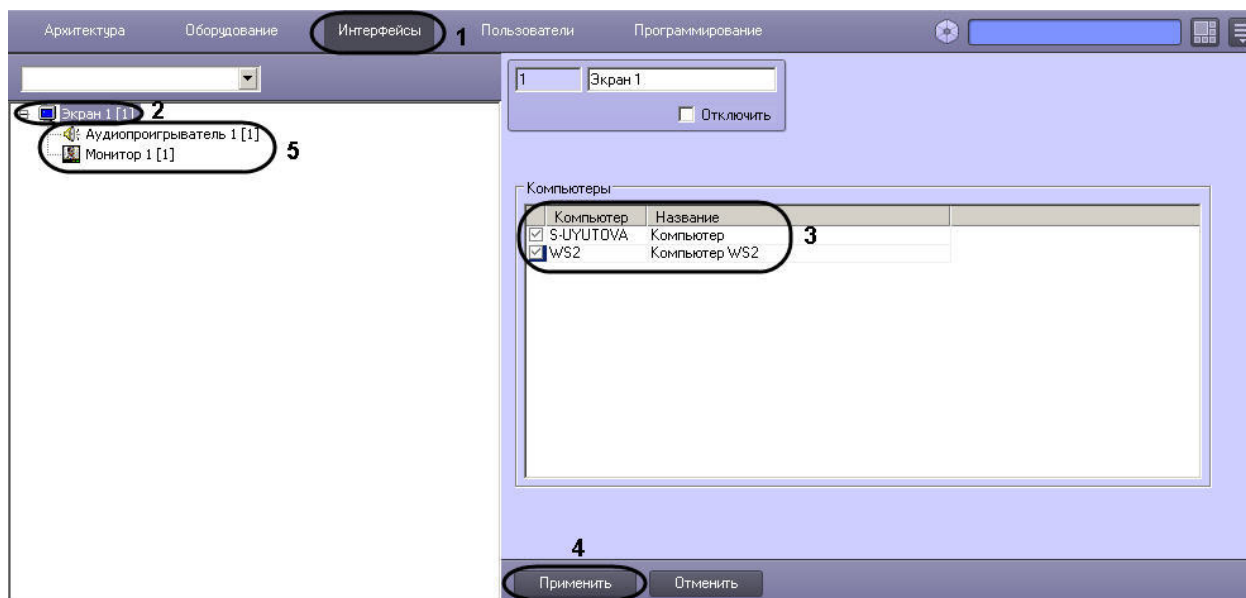 Архитектура Оборудование Интерфейсы 1 Пользователи Программирование
1 Экран 1
Отключить
Экран 1 [1] 2
Аудиопроигрыватель 1 [1]
Монитор 1 [1]
5
Компьютеры
Компьютер Название
S-UYUTOVA Компьютер
WS2 Компьютер WS2
3
4
Применить Отменить